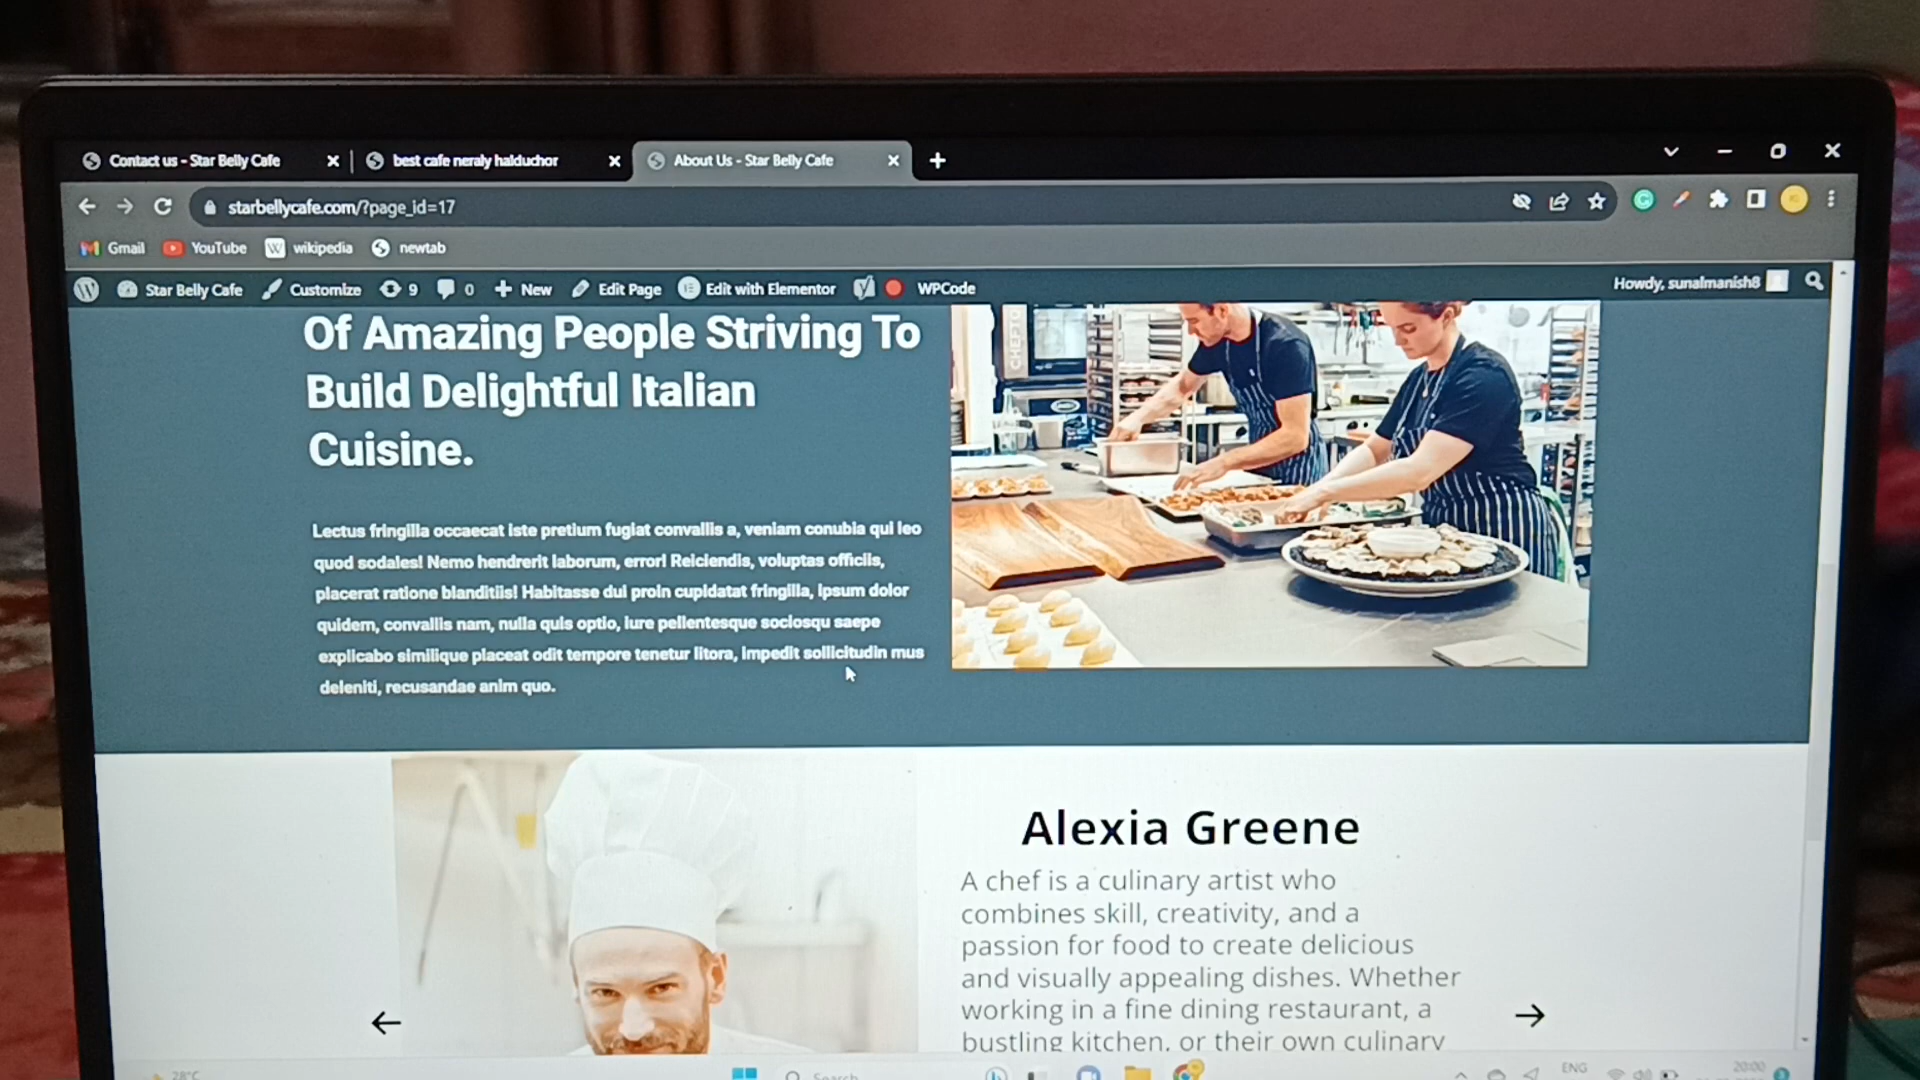 Contact us - Star Belly Cafe
best cafe neraly halduchor
About Us - Star Belly Cafe
starbellycafe.com/?page_id=17
Gmail
YouTube
W wikipedia
newtab
Star Belly Cafe
Customize
9
0
New
Edit Page
Edit with Elementor
WPCode
Howdy, sunalmanish8
Of Amazing People Striving To
Build Delightful Italian
Cuisine.
Lectus fringilla occaecat iste pretium fugiat convallis a, veniam conubia qui leo
quod sodales! Nemo hendrerit laborum, error! Reiciendis, voluptas officiis,
placerat ratione blanditiis! Habitasse dui proin cupidatat fringilla, ipsum dolor
quidem, convallis nam, nulla quis optio, iure pellentesque sociosqu saepe
explicabo similique placeat odit tempore tenetur litora, impedit sollicitudin mus
deleniti, recusandae anim quo.
Alexia Greene
A chef is a culinary artist who
combines skill, creativity, and a
passion for food to create delicious
and visually appealing dishes. Whether
working in a fine dining restaurant, a
bustling kitchen, or their own culinary
28°C
Search
ENG
20:00